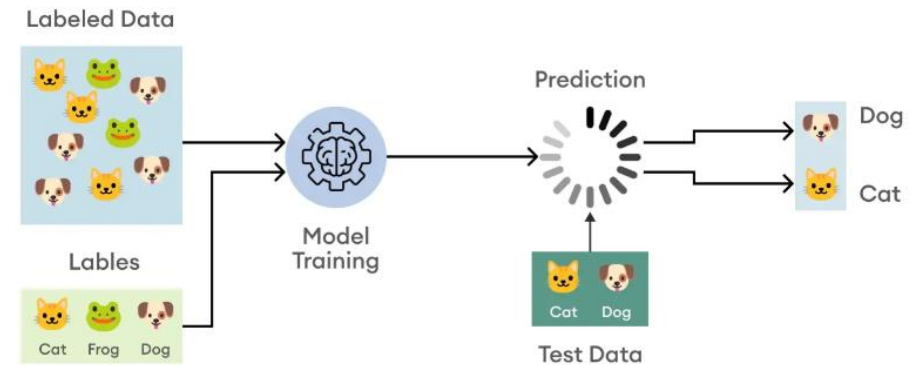 Labeled Data
Prediction
Dog
Cat
Model
Training
Lables
Cat Frog Dog
Cat Dog
Test Data